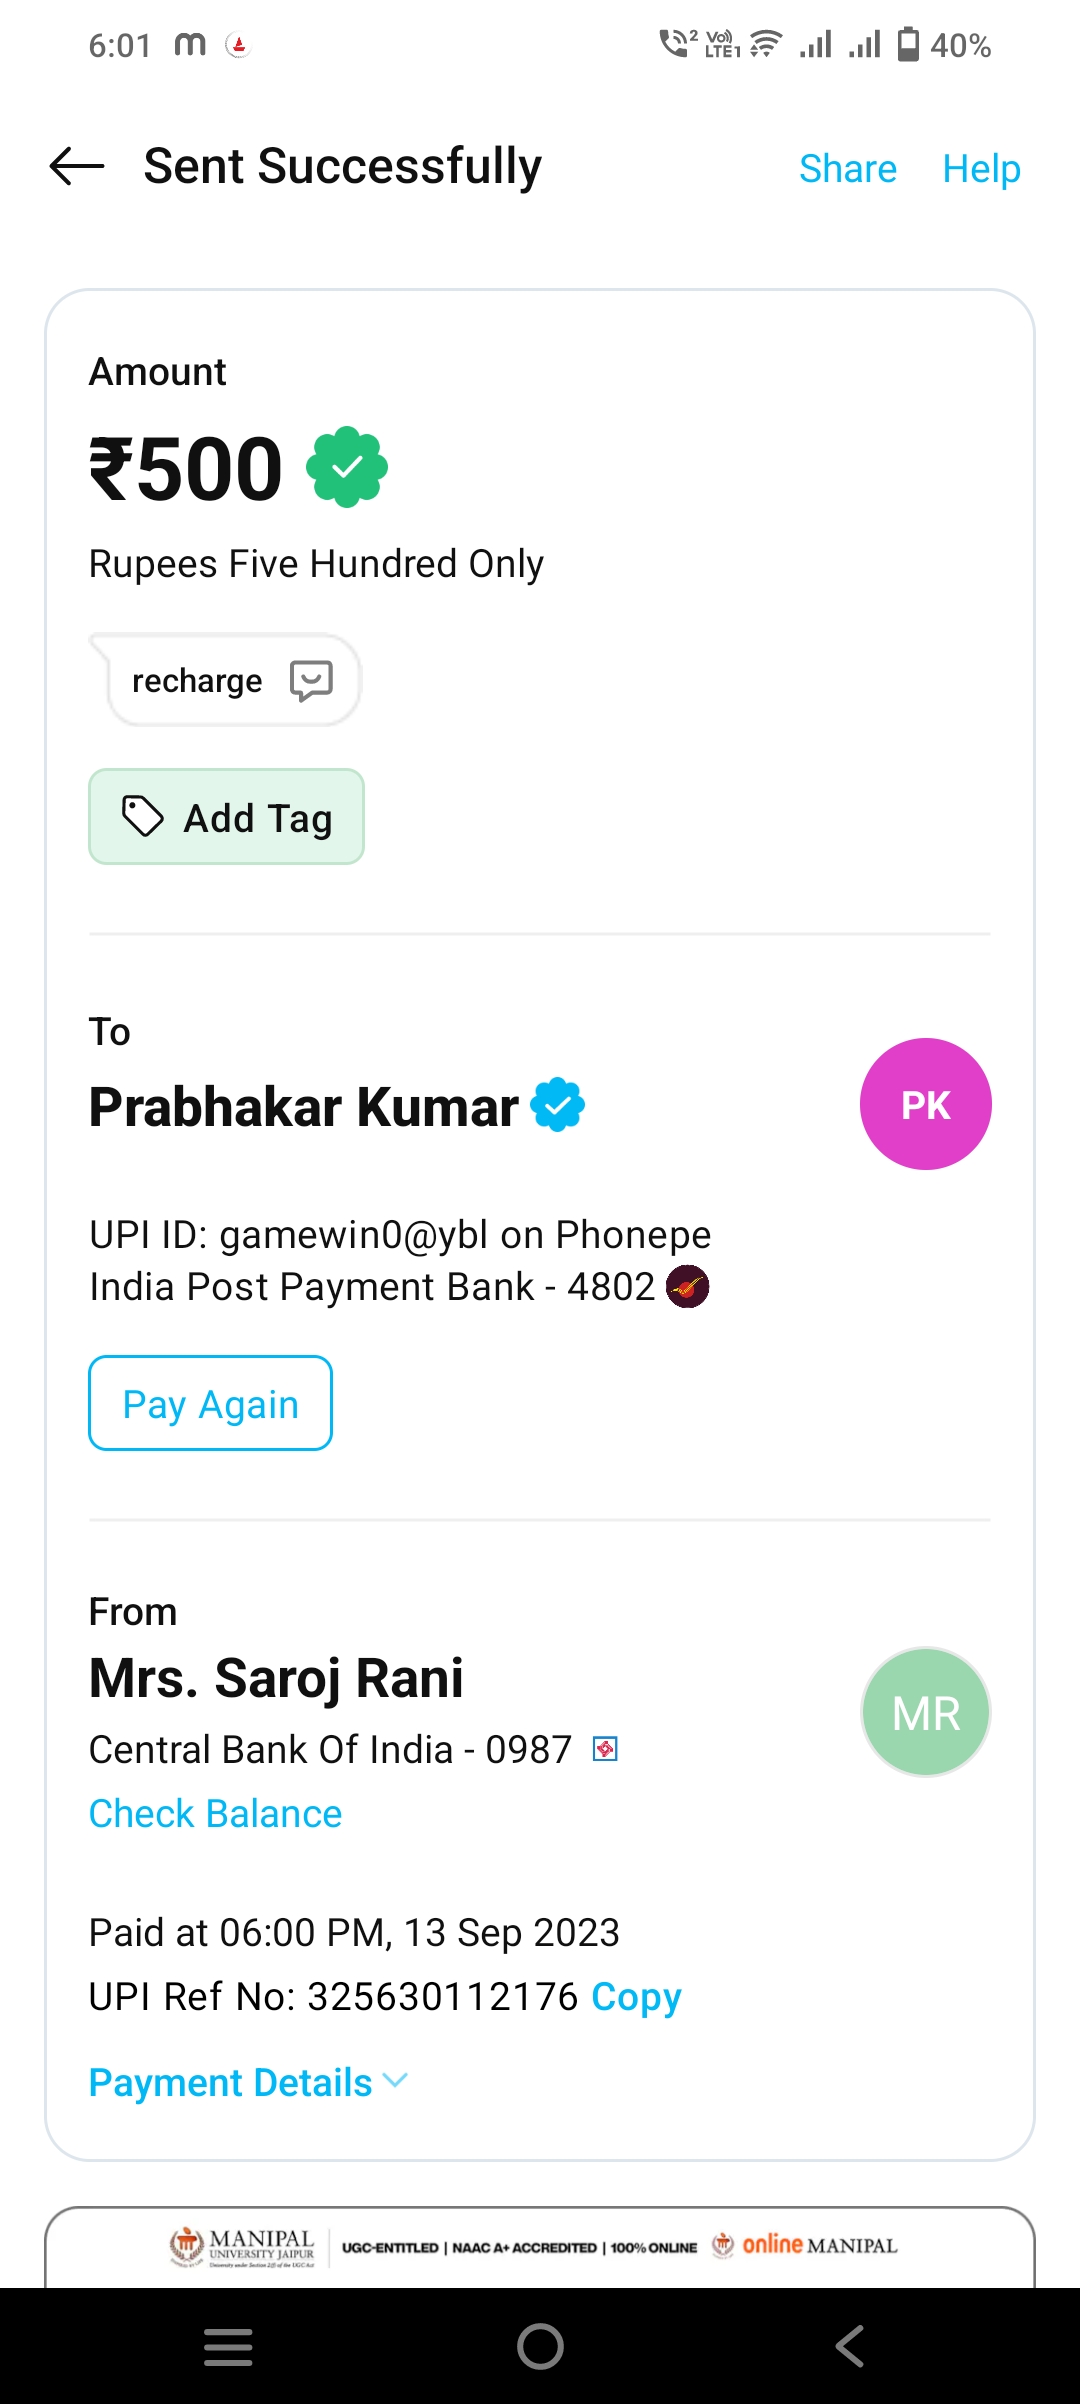 6:01 m 2 Vo) LTE1 40%
Sent Successfully Share Help
Amount
₹500
Rupees Five Hundred Only
recharge
Add Tag
To
Prabhakar Kumar PK
UPI ID: gamewin0@ybl on Phonepe
India Post Payment Bank - 4802
Pay Again
From
Mrs. Saroj Rani MR
Central Bank Of India - 0987
Check Balance
Paid at 06:00 PM, 13 Sep 2023
UPI Ref No: 325630112176 Copy
Payment Details
MANIPAL UNIVERSITY JAIPUR UGC-ENTITLED | NAAC A+ ACCREDITED | 100% ONLINE online MANIPAL